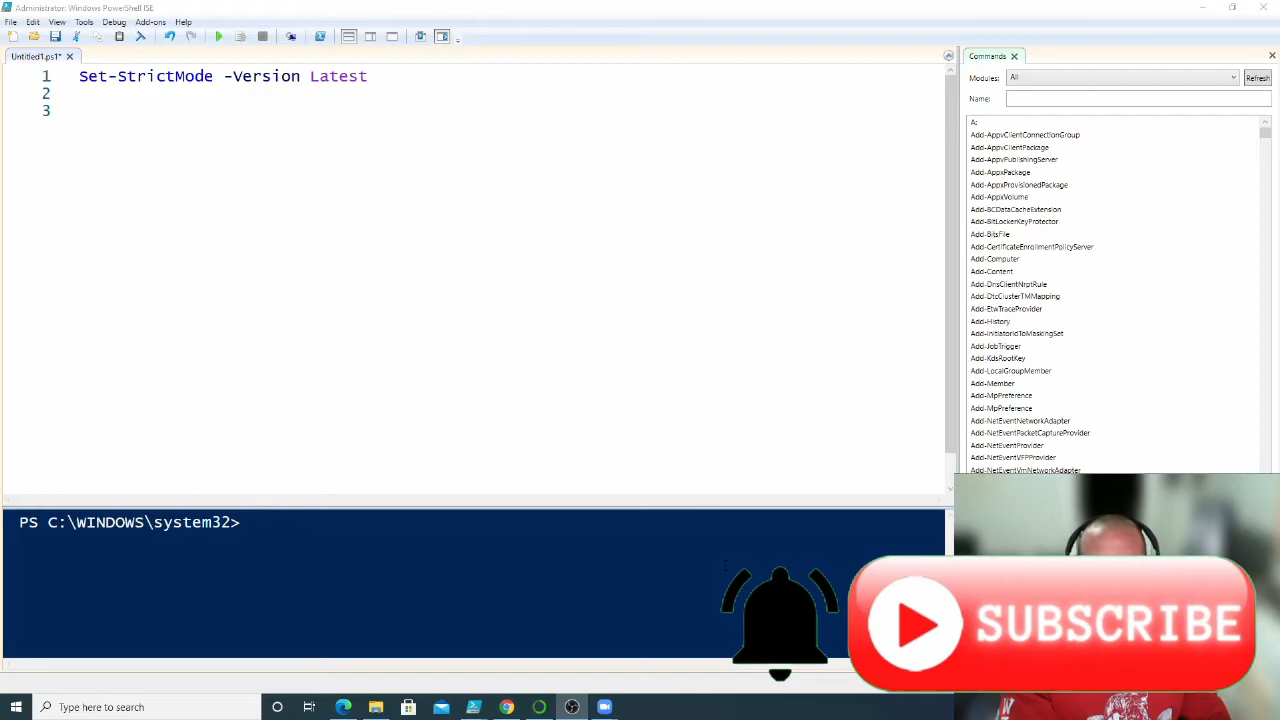 Administrator: Windows PowerShell ISE
File Edit View Tools Debug Add-ons Help
Untitled1.ps1*
1 Set-StrictMode -Version Latest
2
3
PS C:\WINDOWS\system32>
Commands
Modules: All Refresh
Name:
A:
Add-AppvClientConnectionGroup
Add-AppvClientPackage
Add-AppvPublishingServer
Add-AppxPackage
Add-AppxProvisionedPackage
Add-AppxVolume
Add-BCDataCacheExtension
Add-BitLockerKeyProtector
Add-BitsFile
Add-CertificateEnrollmentPolicyServer
Add-Computer
Add-Content
Add-DnsClientNrptRule
Add-DtcClusterTMMapping
Add-EtwTraceProvider
Add-History
Add-InitiatorIdToMaskingSet
Add-JobTrigger
Add-KdsRootKey
Add-LocalGroupMember
Add-Member
Add-MpPreference
Add-MpPreference
Add-NetEventNetworkAdapter
Add-NetEventPacketCaptureProvider
Add-NetEventProvider
Add-NetEventVFPProvider
Add-NetEventVmNetworkAdapter
SUBSCRIBE
Type here to search